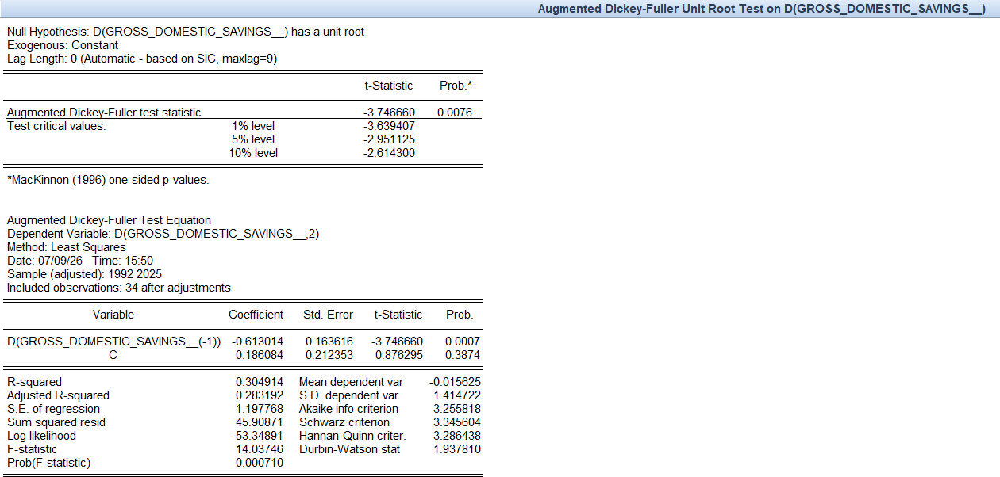 Augmented Dickey-Fuller Unit Root Test on D(GROSS_DOMESTIC_SAVINGS__)
Null Hypothesis: D(GROSS_DOMESTIC_SAVINGS__) has a unit root
Exogenous: Constant
Lag Length: 0 (Automatic - based on SIC, maxlag=9)
t-Statistic Prob.*
Augmented Dickey-Fuller test statistic -3.746660 0.0076
Test critical values: 1% level -3.639407
5% level -2.951125
10% level -2.614300
*MacKinnon (1996) one-sided p-values.
Augmented Dickey-Fuller Test Equation
Dependent Variable: D(GROSS_DOMESTIC_SAVINGS__,2)
Method: Least Squares
Date: 07/09/26 Time: 15:50
Sample (adjusted): 1992 2025
Included observations: 34 after adjustments
Variable Coefficient Std. Error t-Statistic Prob.
D(GROSS_DOMESTIC_SAVINGS__(-1)) -0.613014 0.163616 -3.746660 0.0007
C 0.186084 0.212353 0.876295 0.3874
R-squared 0.304914 Mean dependent var -0.015625
Adjusted R-squared 0.283192 S.D. dependent var 1.414722
S.E. of regression 1.197768 Akaike info criterion 3.255818
Sum squared resid 45.90871 Schwarz criterion 3.345604
Log likelihood -53.34891 Hannan-Quinn criter. 3.286438
F-statistic 14.03746 Durbin-Watson stat 1.937810
Prob(F-statistic) 0.000710